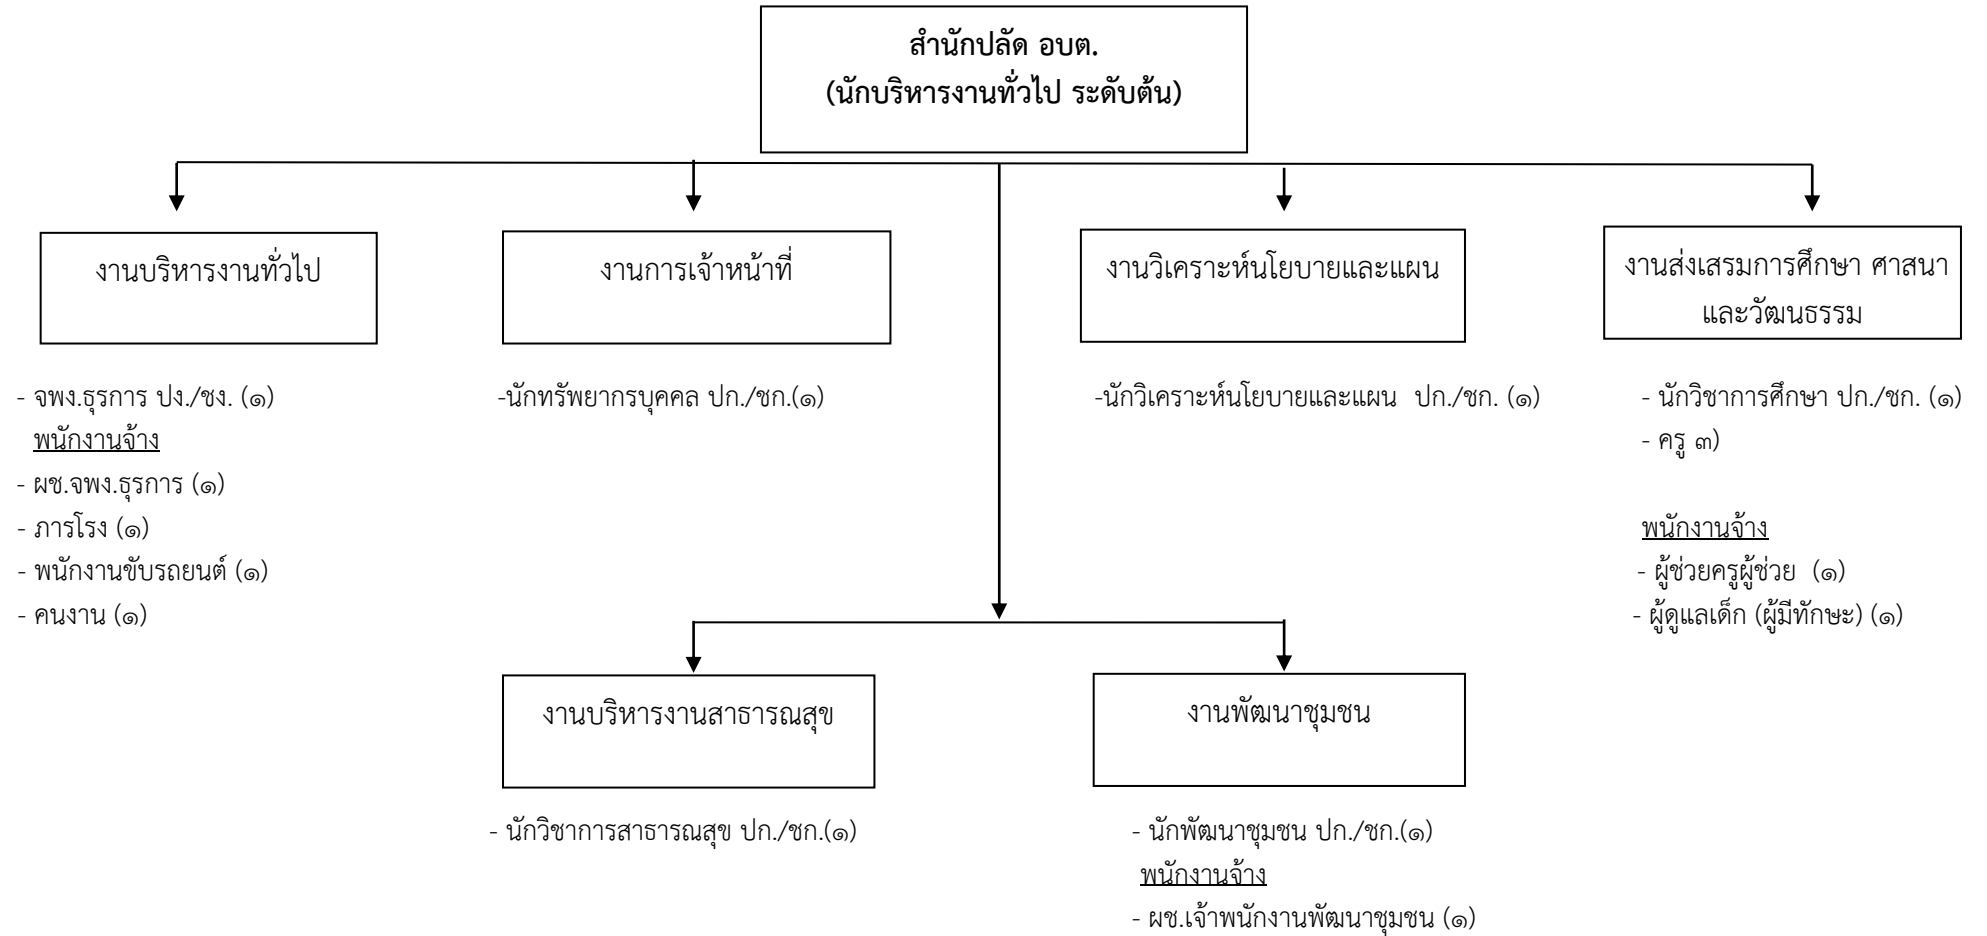 สำนักปลัด อบต.
(นักบริหารงานทั่วไป ระดับต้น)
งานบริหารงานทั่วไป
งานการเจ้าหน้าที่
งานวิเคราะห์นโยบายและแผน
งานส่งเสรมการศึกษา ศาสนา
และวัฒนธรรม
- จพง.ธุรการ ปง./ชง. (๑)
พนักงานจ้าง
- ผช.จพง.ธุรการ (๑)
- ภารโรง (๑)
- พนักงานขับรถยนต์ (๑)
- คนงาน (๑)
-นักทรัพยากรบุคคล ปก./ชก.(๑)
-นักวิเคราะห์นโยบายและแผน ปก./ชก. (๑)
- นักวิชาการศึกษา ปก./ชก. (๑)
- ครู ๓)
พนักงานจ้าง
- ผู้ช่วยครูผู้ช่วย (๑)
- ผู้ดูแลเด็ก (ผู้มีทักษะ) (๑)
งานบริหารงานสาธารณสุข
งานพัฒนาชุมชน
- นักวิชาการสาธารณสุข ปก./ชก.(๑)
- นักพัฒนาชุมชน ปก./ชก.(๑)
พนักงานจ้าง
- ผช.เจ้าพนักงานพัฒนาชุมชน (๑)